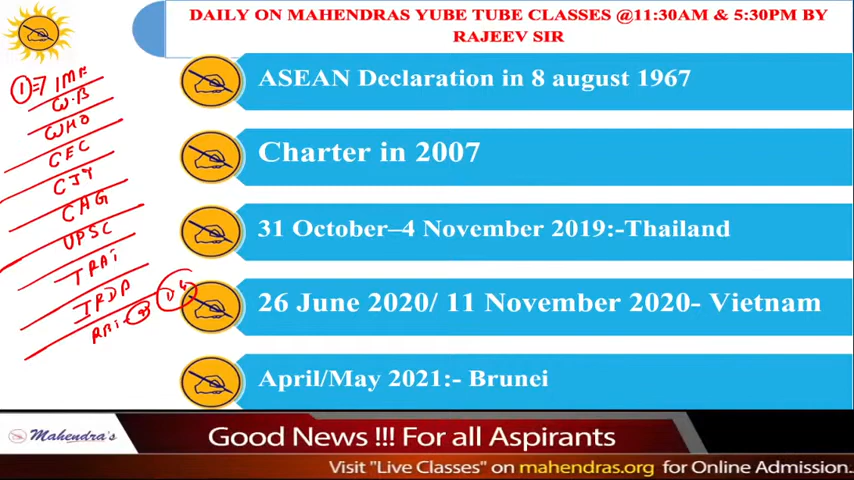 DAILY ON MAHENDRAS YUBE TUBE CLASSES @11:30AM & 5:30PM BY
RAJEEV SIR
① ⇒ IMF
W.B
WHO
CEC
CJI
CAG
UPSC
TRAI
IRDA
RBI-
ASEAN Declaration in 8 august 1967
Charter in 2007
31 October–4 November 2019:-Thailand
26 June 2020/ 11 November 2020- Vietnam
April/May 2021:- Brunei
Mahendra's
Good News !!! For all Aspirants
Visit "Live Classes" on mahendras.org for Online Admission..